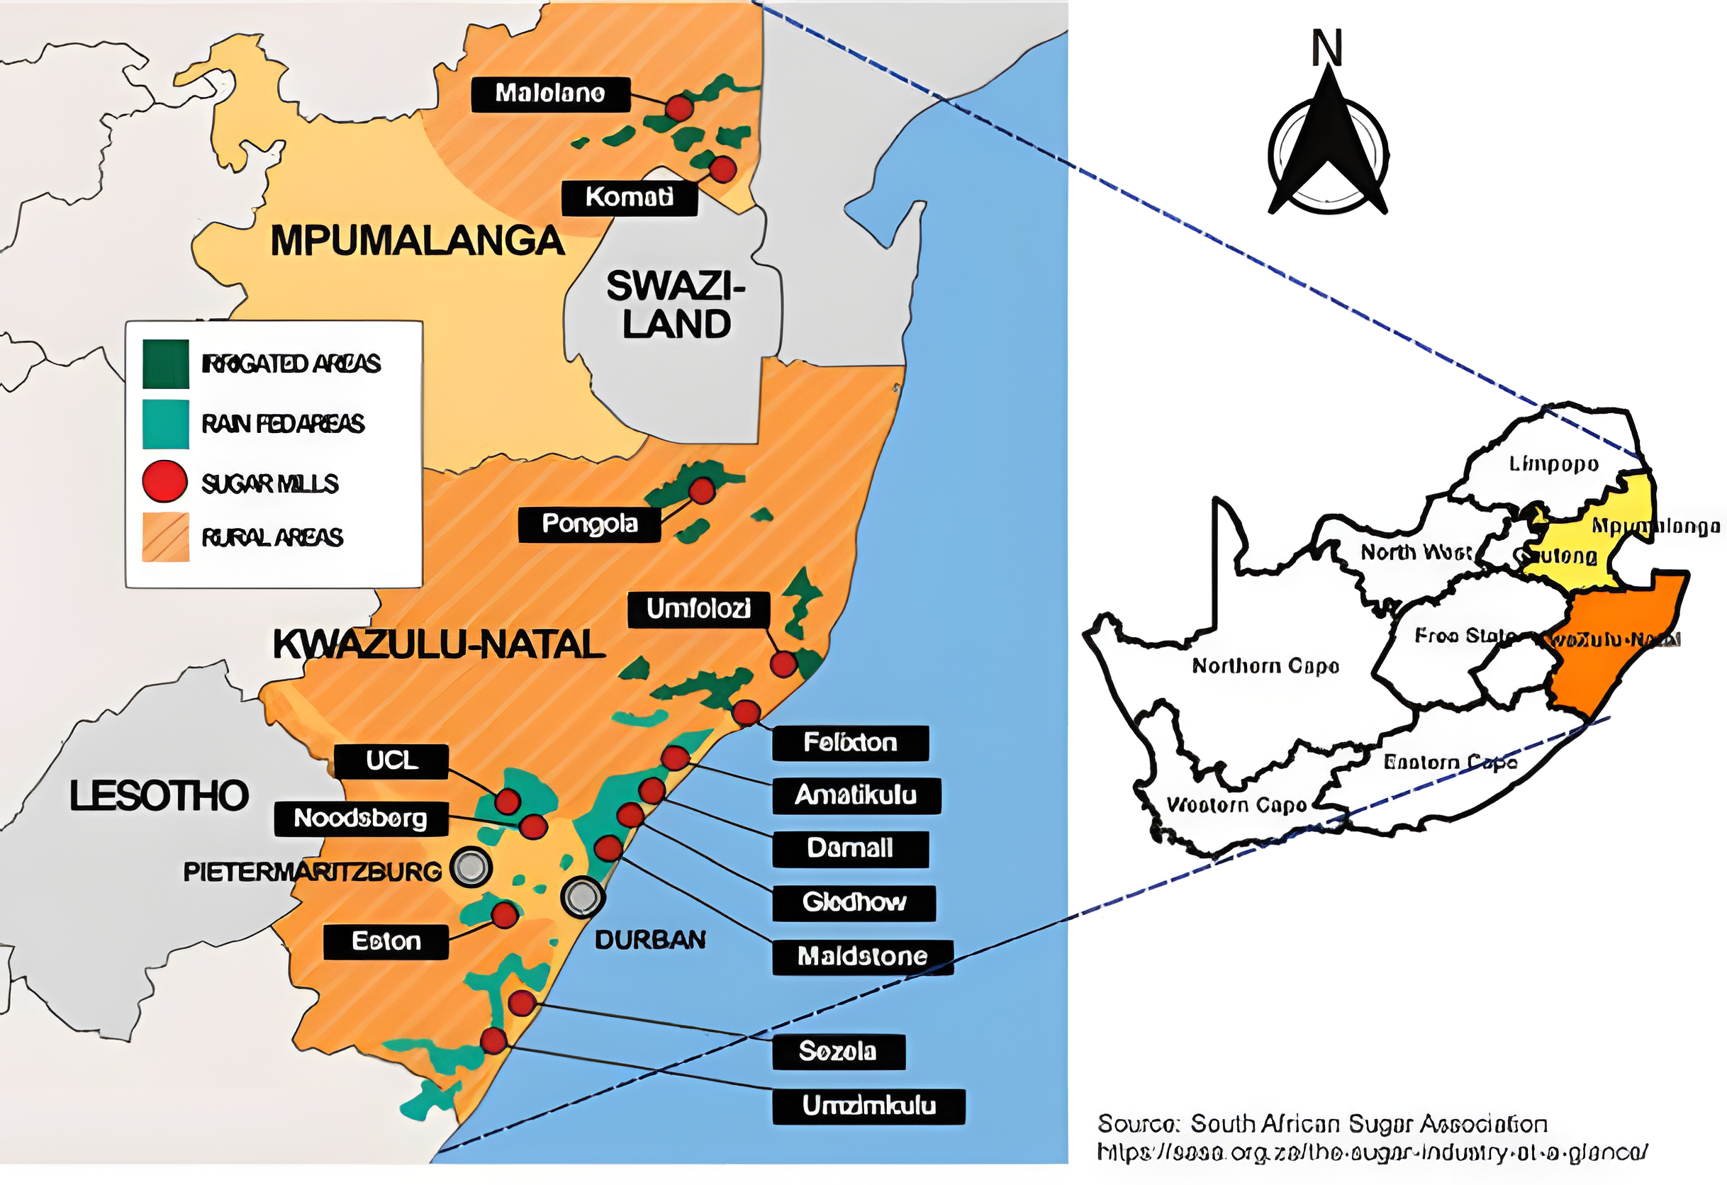 N
Malolano
Komati
MPUMALANGA
SWAZI-
LAND
IRRIGATED AREAS
RAIN FED AREAS
SUGAR MILLS
RURAL AREAS
Pongola
Umfolozi
KWAZULU-NATAL
Felixton
UCL
Amatikulu
LESOTHO
Noodsberg
Damall
PIETERMARITZBURG
Gledhow
Eston
DURBAN
Maidstone
Sezela
Umzimkulu
Limpopo
Mpumalanga
North West
Free State
Northern Cape
Eastern Cape
Western Cape
Source: South African Sugar Association